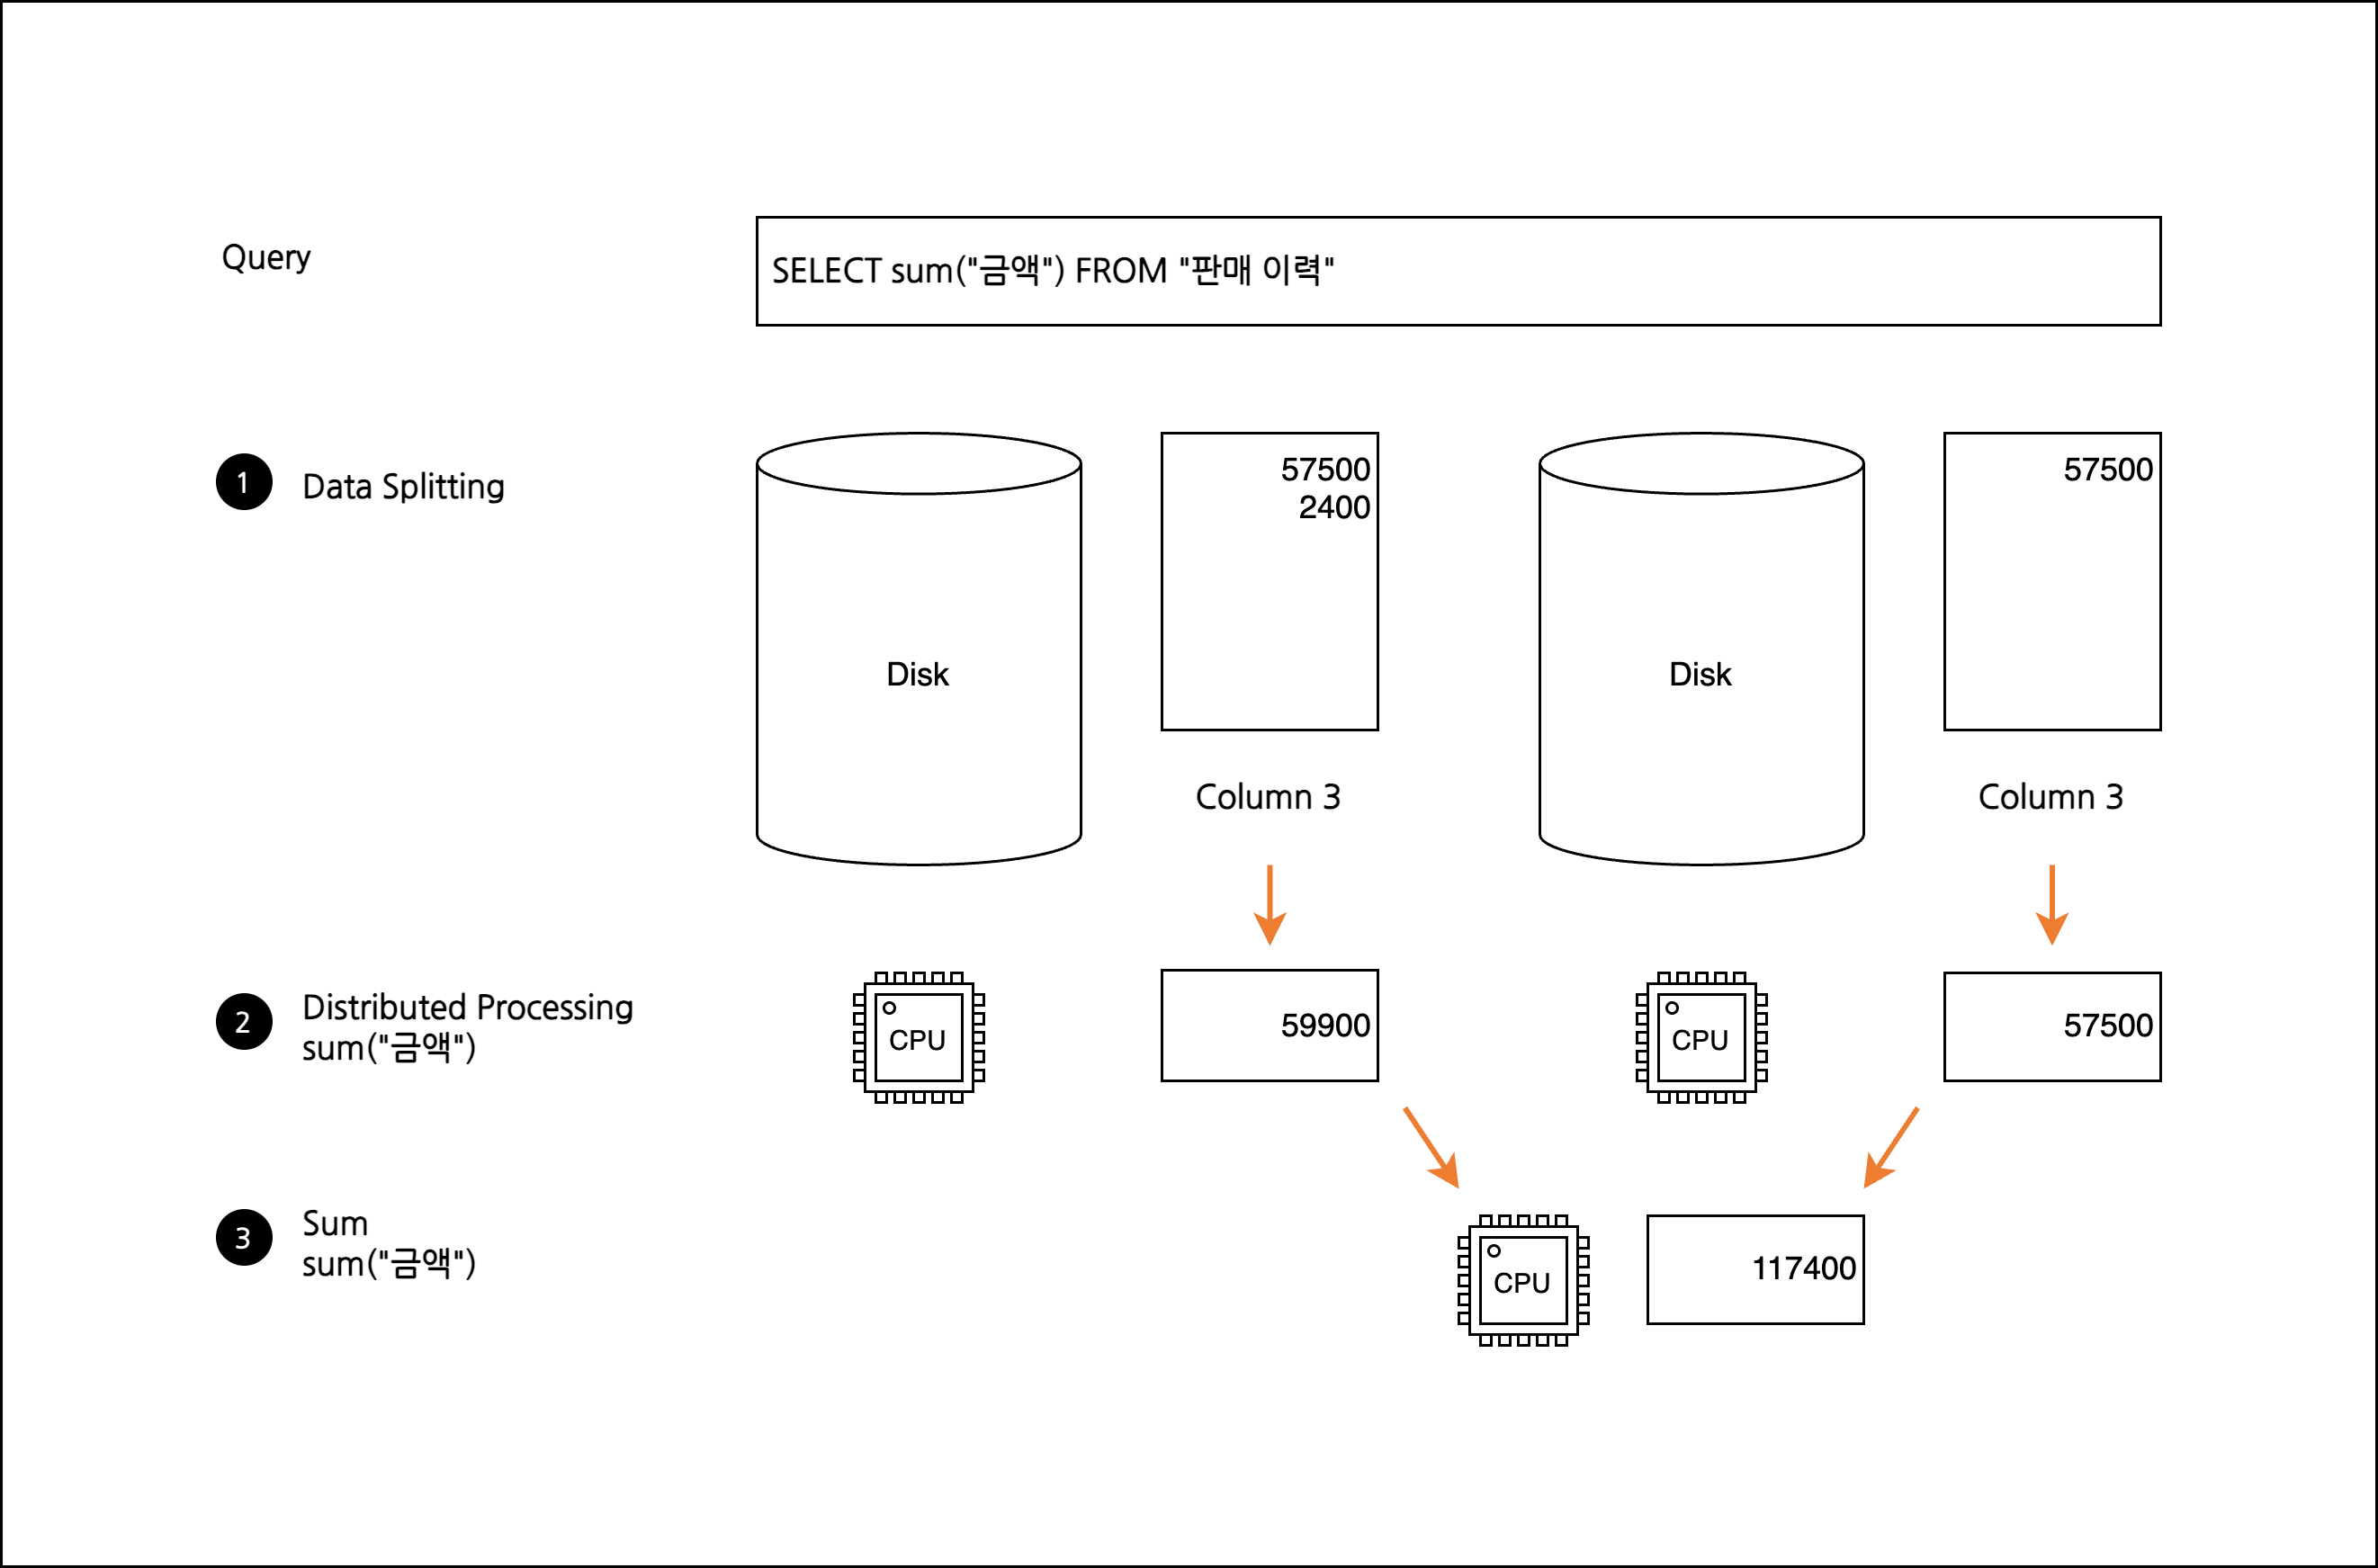 Query
SELECT sum("금액") FROM "판매 이력"
1
Data Splitting
57500
2400
57500
Disk
Disk
Column 3
Column 3
2
Distributed Processing
sum("금액")
CPU
59900
CPU
57500
3
Sum
sum("금액")
CPU
117400